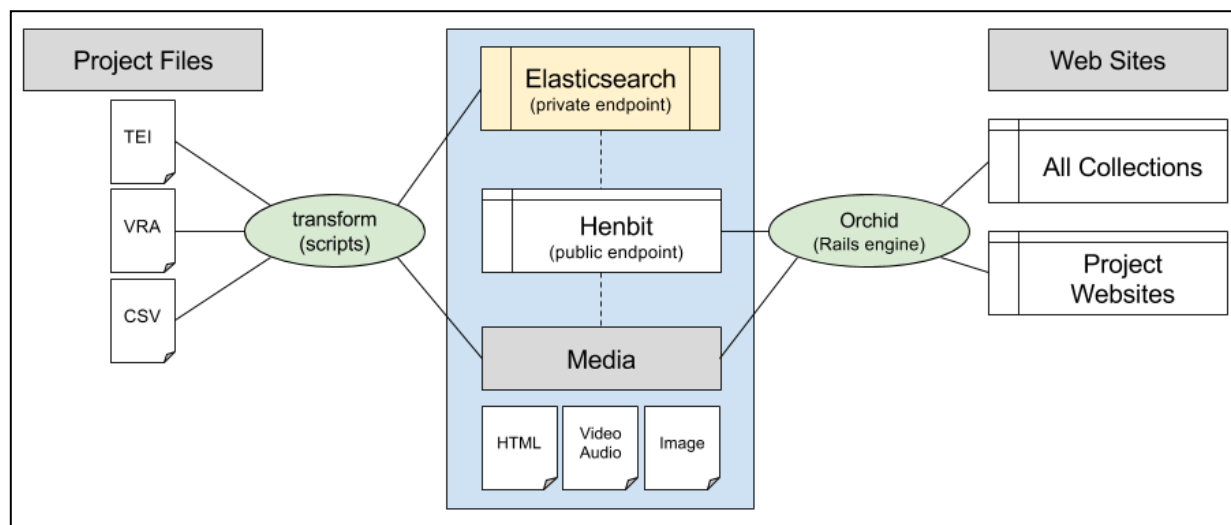 Project Files
TEI
VRA
CSV
transform
(scripts)
Elasticsearch
(private endpoint)
Henbit
(public endpoint)
Media
HTML
Video
Audio
Image
Orchid
(Rails engine)
Web Sites
All Collections
Project
Websites